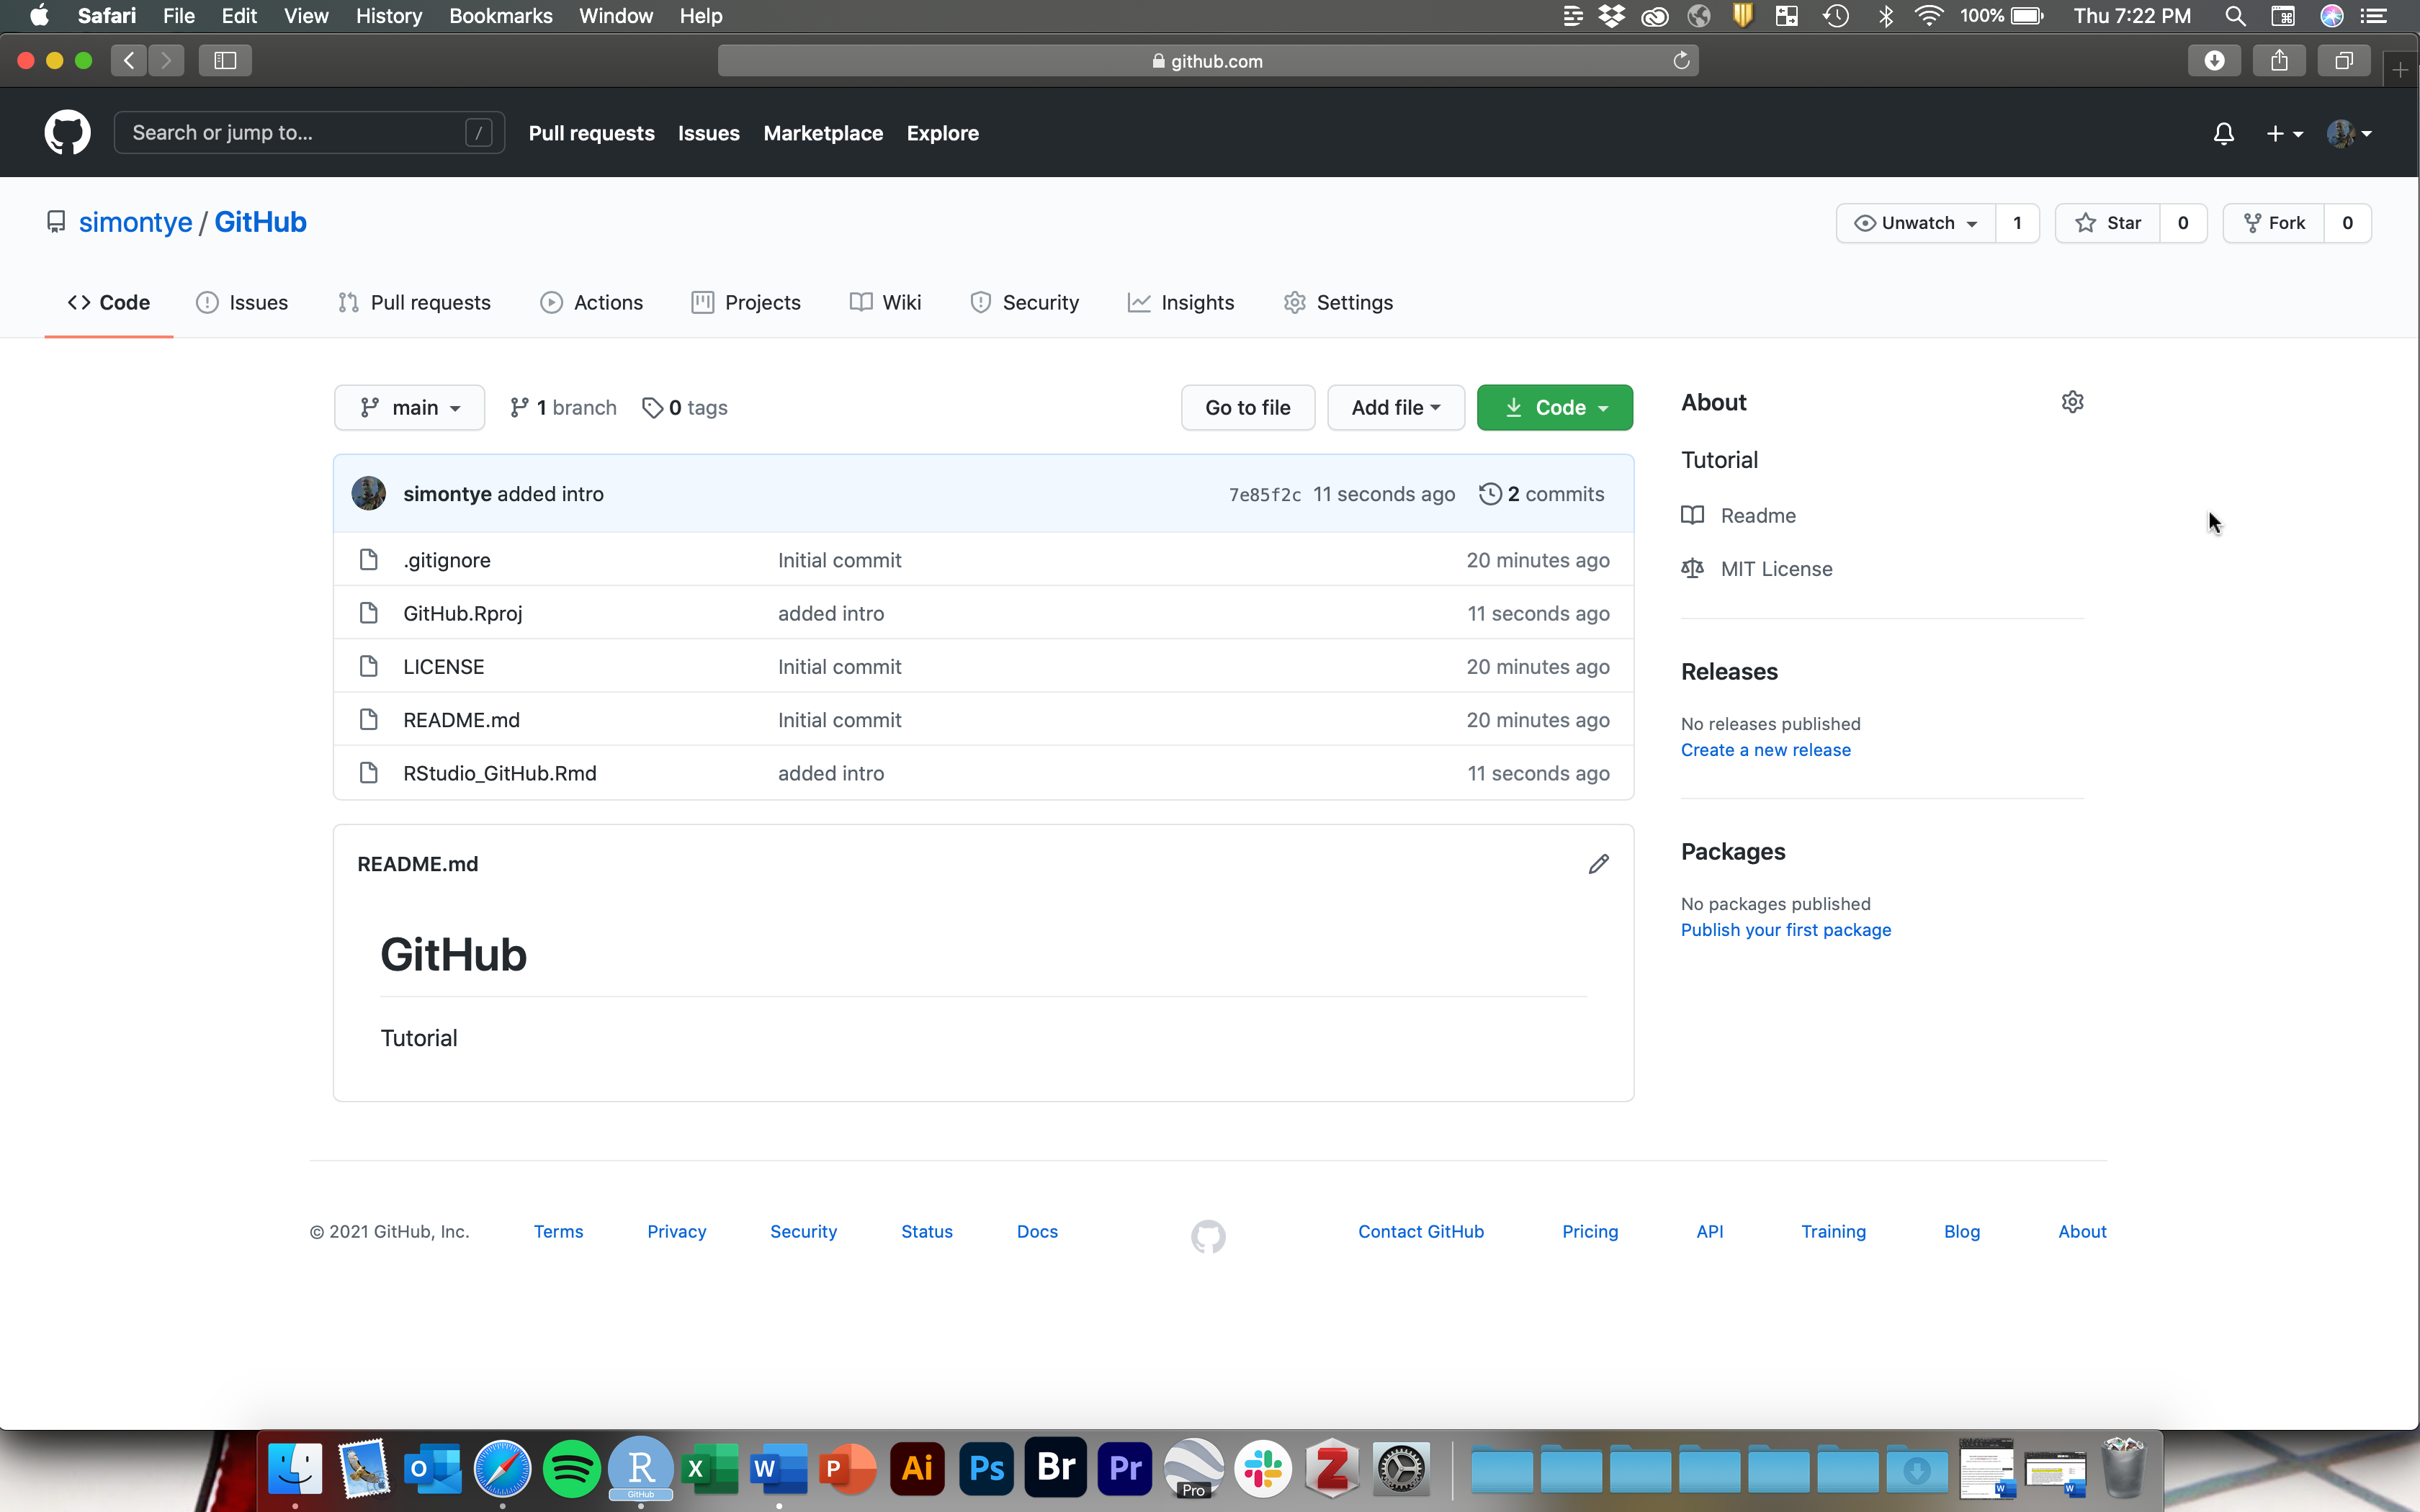 Safari File Edit View History Bookmarks Window Help 100% Thu 7:22 PM
github.com
Search or jump to... / Pull requests Issues Marketplace Explore
simontye / GitHub Unwatch 1 Star 0 Fork 0
Code Issues Pull requests Actions Projects Wiki Security Insights Settings
main 1 branch 0 tags Go to file Add file Code
simontye added intro 7e85f2c 11 seconds ago 2 commits
.gitignore Initial commit 20 minutes ago
GitHub.Rproj added intro 11 seconds ago
LICENSE Initial commit 20 minutes ago
README.md Initial commit 20 minutes ago
RStudio_GitHub.Rmd added intro 11 seconds ago
README.md
GitHub
Tutorial
About
Tutorial
Readme
MIT License
Releases
No releases published
Create a new release
Packages
No packages published
Publish your first package
© 2021 GitHub, Inc. Terms Privacy Security Status Docs Contact GitHub Pricing API Training Blog About
O R X W P Ai Ps Br Pr Z
GitHub Pro W W